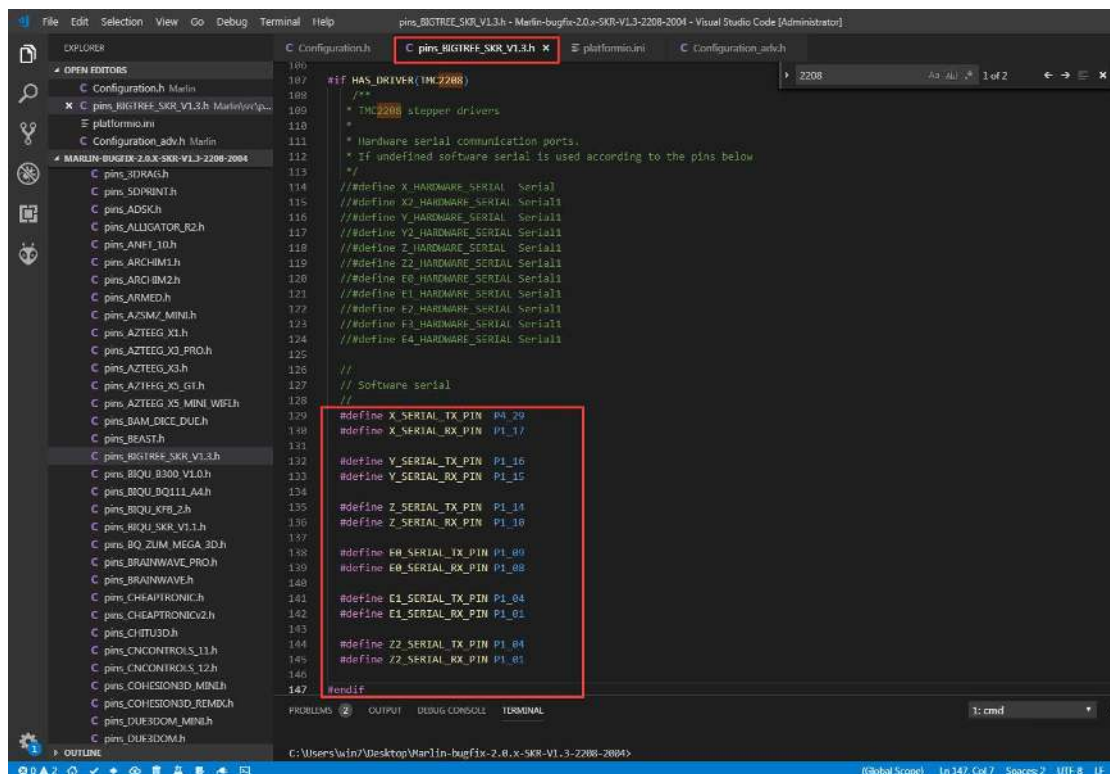 File Edit Selection View Go Debug Terminal Help
pins_BIGTREE_SKR_V1.3.h - Marlin-bugfix-2.0.x-SKR-V1.3-2208-2004 - Visual Studio Code [Administrator]
EXPLORER
OPEN EDITORS
Configuration.h Marlin
pins_BIGTREE_SKR_V1.3.h Marlin\src\p...
platformio.ini
Configuration_adv.h Marlin
MARLIN-BUGFIX-2.0.X-SKR-V1.3-2208-2004
C pins_3DRAG.h
C pins_5DPRINT.h
C pins_ADSK.h
C pins_ALLIGATOR_R2.h
C pins_ANET_10.h
C pins_ARCHIM1.h
C pins_ARCHIM2.h
C pins_ARMED.h
C pins_AZSMZ_MINI.h
C pins_AZTEEG_X1.h
C pins_AZTEEG_X3_PRO.h
C pins_AZTEEG_X3.h
C pins_AZTEEG_X5_GT.h
C pins_AZTEEG_X5_MINI_WIFI.h
C pins_BAM_DICE_DUE.h
C pins_BEAST.h
C pins_BIGTREE_SKR_V1.3.h
C pins_BIQU_B300_V1.0.h
C pins_BIQU_BQ111_A4.h
C pins_BIQU_KFB_2.h
C pins_BIQU_SKR_V1.1.h
C pins_BQ_ZUM_MEGA_3D.h
C pins_BRAINWAVE_PRO.h
C pins_BRAINWAVE.h
C pins_CHEAPTRONIC.h
C pins_CHEAPTRONICv2.h
C pins_CHITU3D.h
C pins_CNCONTROLS_11.h
C pins_CNCONTROLS_12.h
C pins_COHESION3D_MINI.h
C pins_COHESION3D_REMIX.h
C pins_DUE3DOM_MINI.h
C pins_DUE3DOM.h
OUTLINE
C Configuration.h
C pins_BIGTREE_SKR_V1.3.h
platformio.ini
C Configuration_adv.h
2208
1 of 2
106
107 #if HAS_DRIVER(TMC2208)
108 /**
109 * TMC2208 stepper drivers
110 *
111 * Hardware serial communication ports.
112 * If undefined software serial is used according to the pins below
113 */
114 //#define X_HARDWARE_SERIAL Serial
115 //#define X2_HARDWARE_SERIAL Serial1
116 //#define Y_HARDWARE_SERIAL Serial1
117 //#define Y2_HARDWARE_SERIAL Serial1
118 //#define Z_HARDWARE_SERIAL Serial1
119 //#define Z2_HARDWARE_SERIAL Serial1
120 //#define E0_HARDWARE_SERIAL Serial1
121 //#define E1_HARDWARE_SERIAL Serial1
122 //#define E2_HARDWARE_SERIAL Serial1
123 //#define E3_HARDWARE_SERIAL Serial1
124 //#define E4_HARDWARE_SERIAL Serial1
125
126 //
127 // Software serial
128 //
129 #define X_SERIAL_TX_PIN P4_29
130 #define X_SERIAL_RX_PIN P1_17
131
132 #define Y_SERIAL_TX_PIN P1_16
133 #define Y_SERIAL_RX_PIN P1_15
134
135 #define Z_SERIAL_TX_PIN P1_14
136 #define Z_SERIAL_RX_PIN P1_10
137
138 #define E0_SERIAL_TX_PIN P1_09
139 #define E0_SERIAL_RX_PIN P1_08
140
141 #define E1_SERIAL_TX_PIN P1_04
142 #define E1_SERIAL_RX_PIN P1_01
143
144 #define Z2_SERIAL_TX_PIN P1_04
145 #define Z2_SERIAL_RX_PIN P1_01
146
147 #endif
PROBLEMS 2 OUTPUT DEBUG CONSOLE TERMINAL
1: cmd
C:\Users\win7\Desktop\Marlin-bugfix-2.0.x-SKR-V1.3-2208-2004>
(Global Scope) Ln 147, Col 7 Spaces: 2 UTF-8 LF